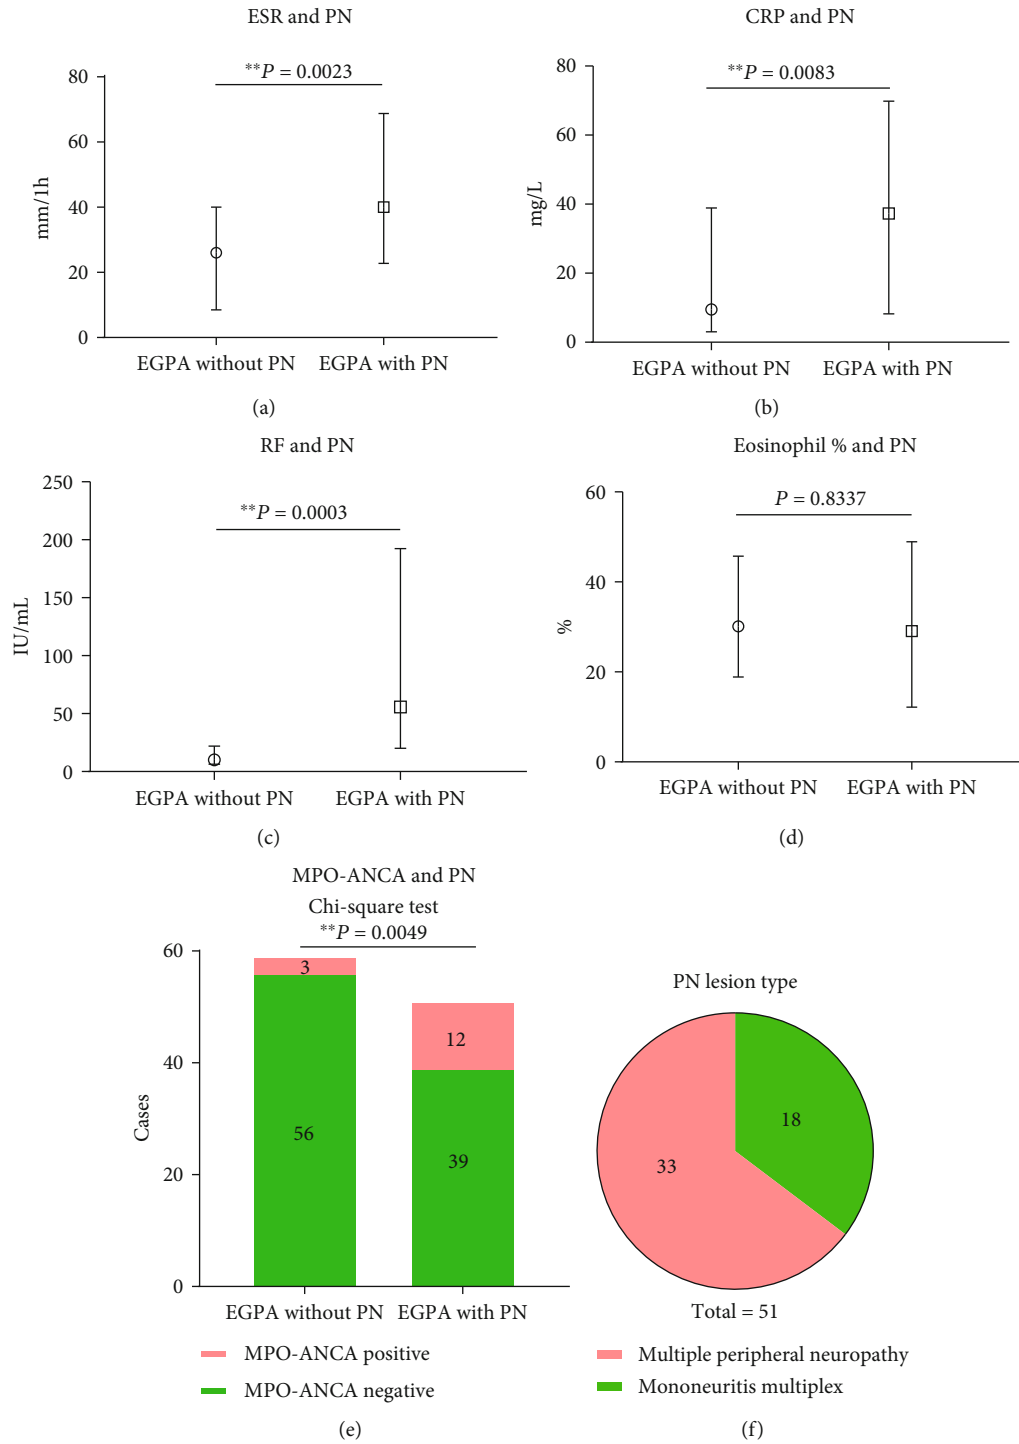 ESR and PN
**P = 0.0023
80
60
40
20
0
mm/1h
EGPA without PN EGPA with PN
(a)
CRP and PN
**P = 0.0083
80
60
40
20
0
mg/L
EGPA without PN EGPA with PN
(b)
RF and PN
**P = 0.0003
250
200
150
100
50
0
IU/mL
EGPA without PN EGPA with PN
(c)
Eosinophil % and PN
P = 0.8337
60
40
20
0
%
EGPA without PN EGPA with PN
(d)
MPO-ANCA and PN
Chi-square test
**P = 0.0049
60
40
20
0
Cases
3
56
12
39
EGPA without PN EGPA with PN
MPO-ANCA positive
MPO-ANCA negative
(e)
PN lesion type
18
33
Total = 51
Multiple peripheral neuropathy
Mononeuritis multiplex
(f)